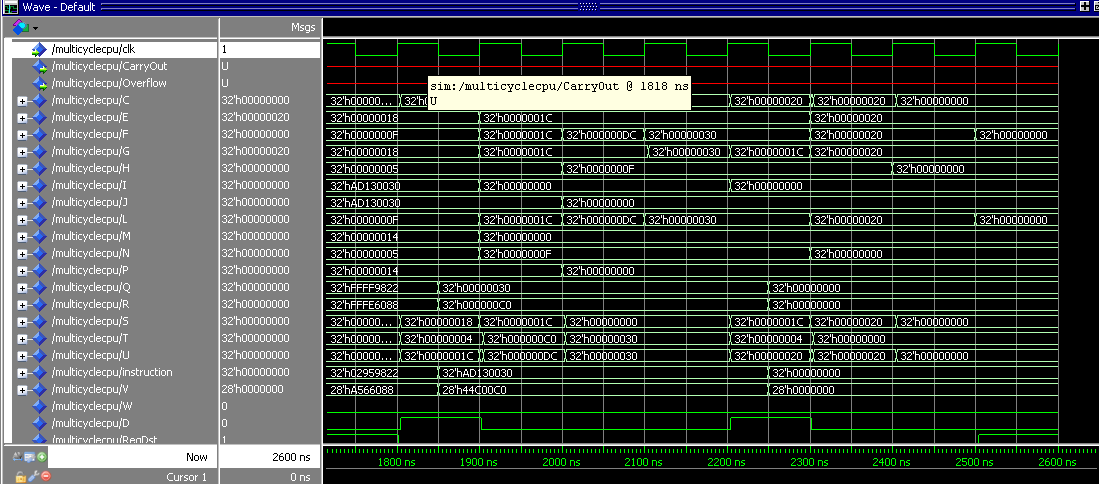 Wave - Default
Msgs
/multicyclecpu/clk 1
/multicyclecpu/CarryOut U
/multicyclecpu/Overflow U
sim:/multicyclecpu/CarryOut @ 1818 ns
U
/multicyclecpu/C 32'h00000000 32'h00000... 32'h0 32'h00000020 32'h00000020 32'h00000000
/multicyclecpu/E 32'h00000020 32'h00000018 32'h0000001C 32'h00000020
/multicyclecpu/F 32'h00000000 32'h0000000F 32'h0000001C 32'h000000DC 32'h00000030 32'h00000020 32'h00000000
/multicyclecpu/G 32'h00000020 32'h00000018 32'h0000001C 32'h00000030 32'h0000001C 32'h00000020
/multicyclecpu/H 32'h00000000 32'h00000005 32'h0000000F 32'h00000000
/multicyclecpu/I 32'h00000000 32'hAD130030 32'h00000000 32'h00000000
/multicyclecpu/J 32'h00000000 32'hAD130030 32'h00000000
/multicyclecpu/L 32'h00000000 32'h0000000F 32'h0000001C 32'h000000DC 32'h00000030 32'h00000020 32'h00000000
/multicyclecpu/M 32'h00000000 32'h00000014 32'h00000000
/multicyclecpu/N 32'h00000000 32'h00000005 32'h0000000F 32'h00000000
/multicyclecpu/P 32'h00000000 32'h00000014 32'h00000000
/multicyclecpu/Q 32'h00000000 32'hFFFF9822 32'h00000030 32'h00000000
/multicyclecpu/R 32'h00000000 32'hFFFE6088 32'h000000C0 32'h00000000
/multicyclecpu/S 32'h00000000 32'h00000... 32'h00000018 32'h0000001C 32'h00000000 32'h0000001C 32'h00000020 32'h00000000
/multicyclecpu/T 32'h00000000 32'h00000... 32'h00000004 32'h000000C0 32'h00000030 32'h00000004 32'h00000000
/multicyclecpu/U 32'h00000000 32'h00000... 32'h0000001C 32'h000000DC 32'h00000030 32'h00000020 32'h00000020 32'h00000000
/multicyclecpu/instruction 32'h00000000 32'h02959822 32'hAD130030 32'h00000000
/multicyclecpu/V 28'h0000000 28'hA566088 28'h44C00C0 28'h0000000
/multicyclecpu/W 0
/multicyclecpu/D 0
/multicyclecpu/RegDst 1
Now 2600 ns 1800 ns 1900 ns 2000 ns 2100 ns 2200 ns 2300 ns 2400 ns 2500 ns 2600 ns
Cursor 1 0 ns